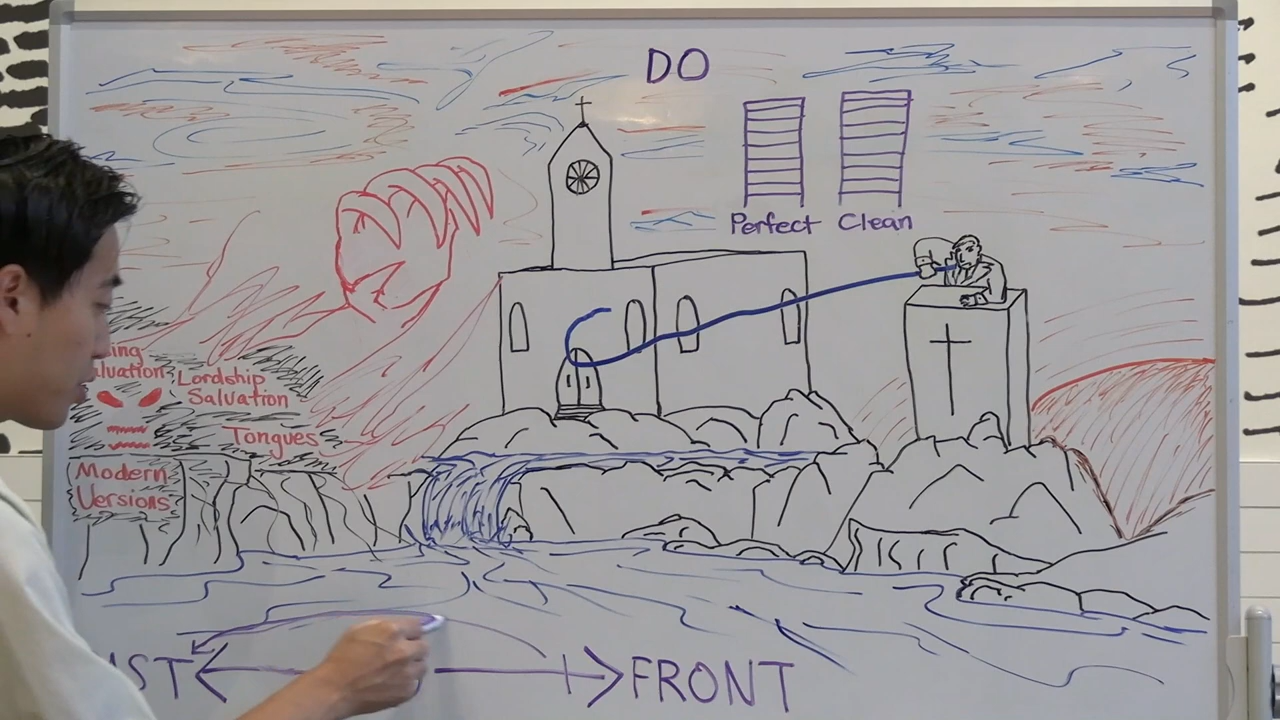 DO
Perfect Clean
Lordship
Salvation
Tongues
Modern
Versions
FRONT